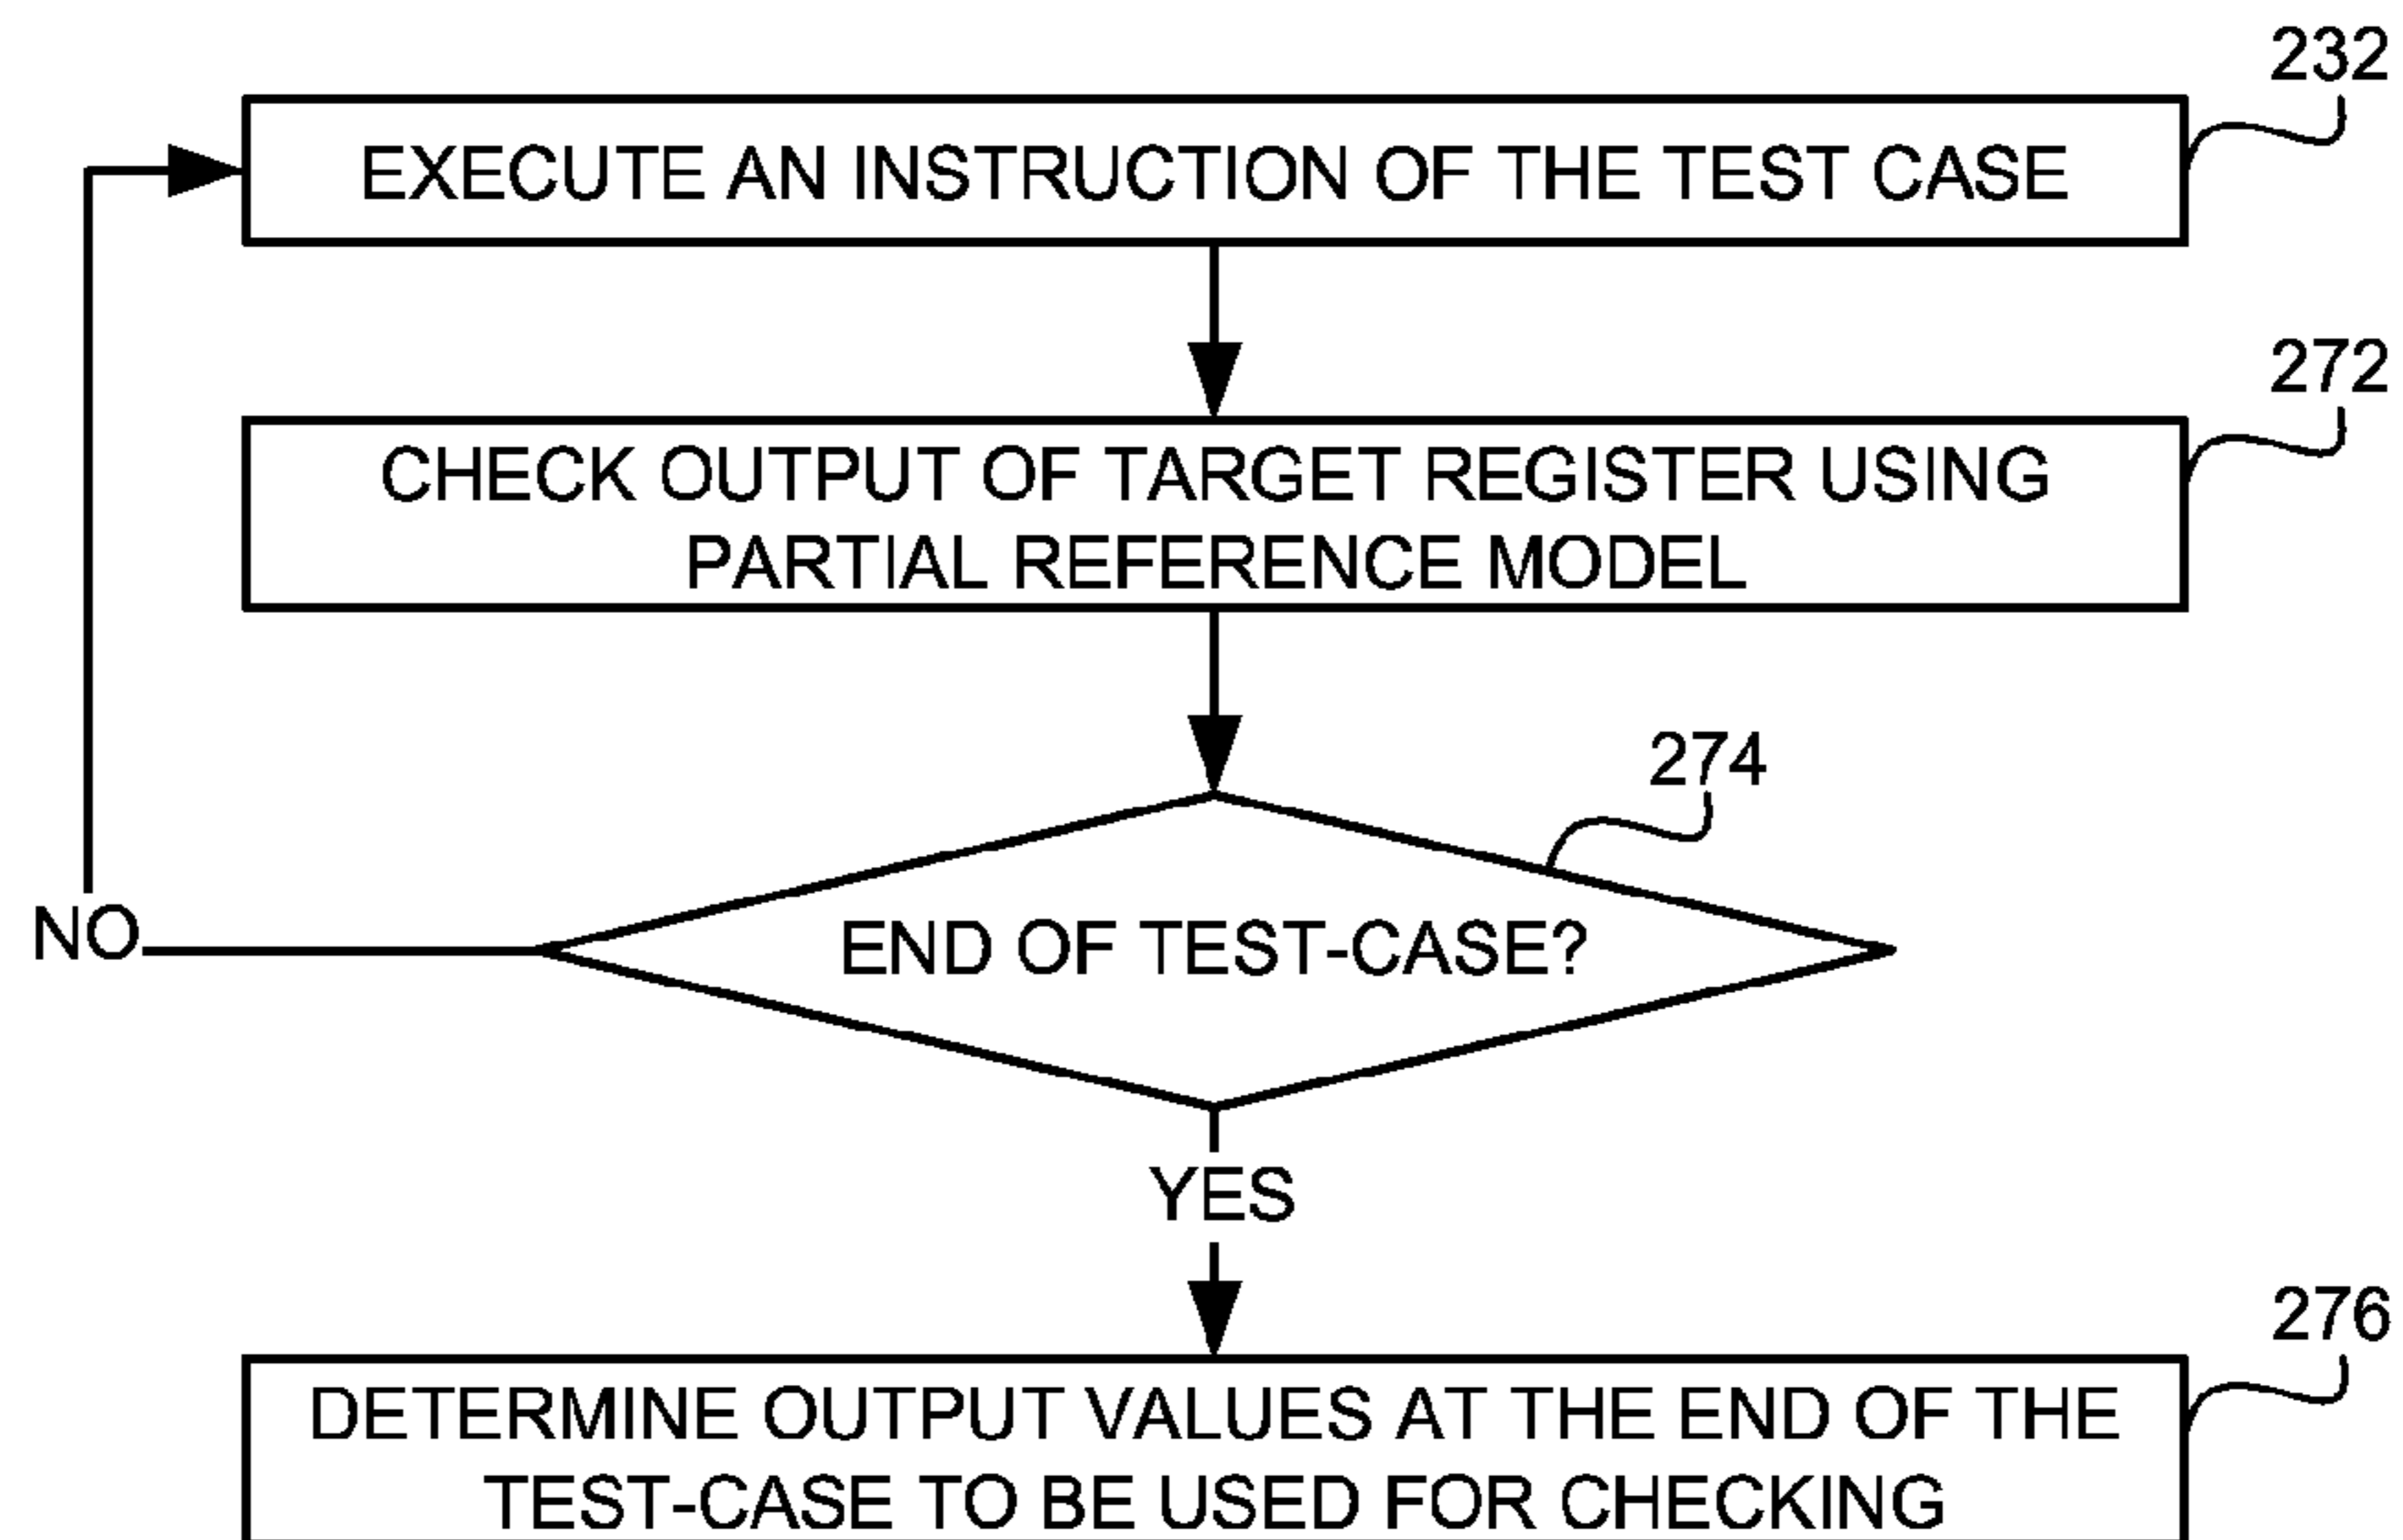 232
EXECUTE AN INSTRUCTION OF THE TEST CASE
272
CHECK OUTPUT OF TARGET REGISTER USING
PARTIAL REFERENCE MODEL
274
END OF TEST-CASE?
NO
YES
276
DETERMINE OUTPUT VALUES AT THE END OF THE
TEST-CASE TO BE USED FOR CHECKING